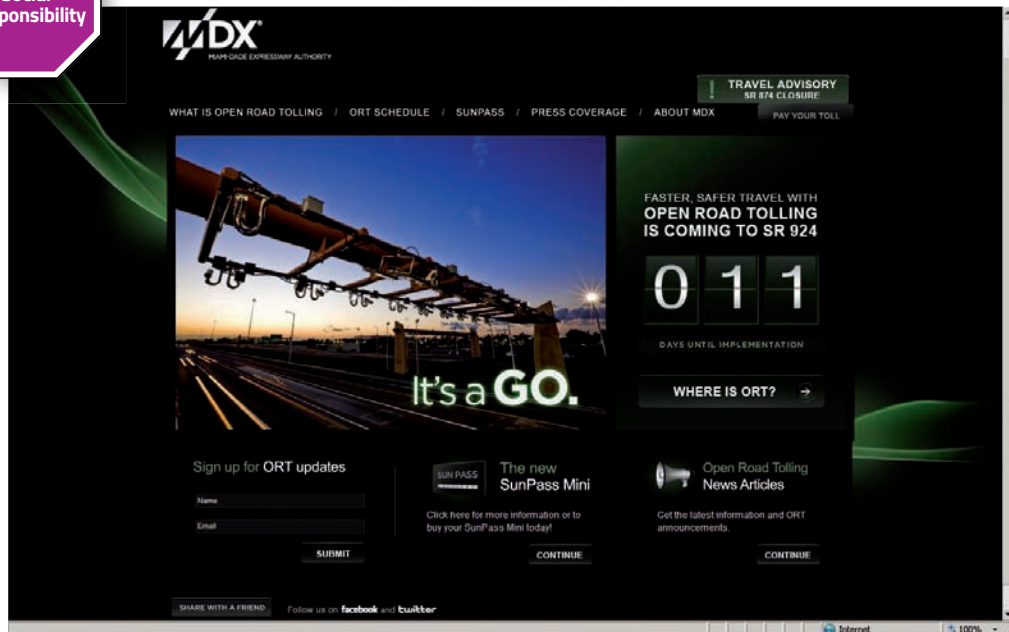 ponsibility
MDX
MIAMI-DADE EXPRESSWAY AUTHORITY
TRAVEL ADVISORY
SR 874 CLOSURE
WHAT IS OPEN ROAD TOLLING / ORT SCHEDULE / SUNPASS / PRESS COVERAGE / ABOUT MDX
PAY YOUR TOLL
FASTER, SAFER TRAVEL WITH
OPEN ROAD TOLLING
IS COMING TO SR 924
011
DAYS UNTIL IMPLEMENTATION
It's a GO.
WHERE IS ORT?
Sign up for ORT updates
Name
Email
SUBMIT
SUN PASS
The new
SunPass Mini
Click here for more information or to
buy your SunPass Mini today!
CONTINUE
Open Road Tolling
News Articles
Get the latest information and ORT
announcements.
CONTINUE
SHARE WITH A FRIEND
Follow us on facebook and twitter
Internet
100%